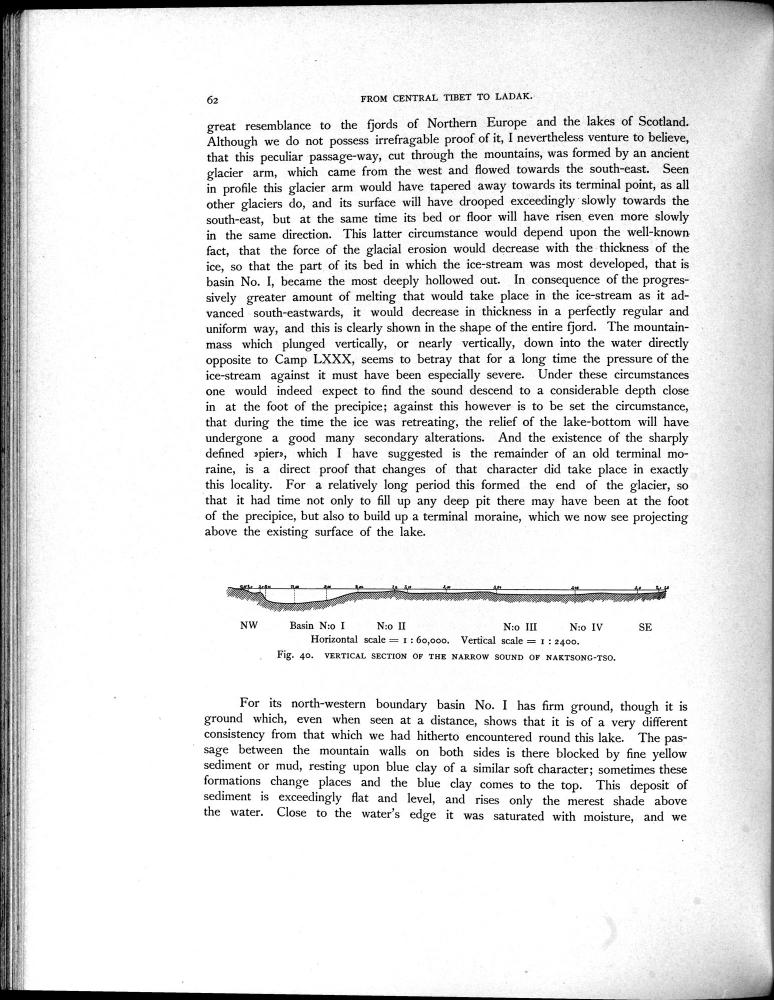 62
FROM CENTRAL TIBET TO LADAK.
great resemblance to the fjords of Northern Europe and the lakes of Scotland.
Although we do not possess irrefragable proof of it, I nevertheless venture to believe,
that this peculiar passage-way, cut through the mountains, was formed by an ancient
glacier arm, which came from the west and flowed towards the south-east. Seen
in profile this glacier arm would have tapered away towards its terminal point, as all
other glaciers do, and its surface will have drooped exceedingly slowly towards the
south-east, but at the same time its bed or floor will have risen even more slowly
in the same direction. This latter circumstance would depend upon the well-known
fact, that the force of the glacial erosion would decrease with the thickness of the
ice, so that the part of its bed in which the ice-stream was most developed, that is
basin No. I, became the most deeply hollowed out. In consequence of the progres-
sively greater amount of melting that would take place in the ice-stream as it ad-
vanced south-eastwards, it would decrease in thickness in a perfectly regular and
uniform way, and this is clearly shown in the shape of the entire fjord. The mountain-
mass which plunged vertically, or nearly vertically, down into the water directly
opposite to Camp LXXX, seems to betray that for a long time the pressure of the
ice-stream against it must have been especially severe. Under these circumstances
one would indeed expect to find the sound descend to a considerable depth close
in at the foot of the precipice; against this however is to be set the circumstance,
that during the time the ice was retreating, the relief of the lake-bottom will have
undergone a good many secondary alterations. And the existence of the sharply
defined »pier», which I have suggested is the remainder of an old terminal mo-
raine, is a direct proof that changes of that character did take place in exactly
this locality. For a relatively long period this formed the end of the glacier, so
that it had time not only to fill up any deep pit there may have been at the foot
of the precipice, but also to build up a terminal moraine, which we now see projecting
above the existing surface of the lake.
NW Basin N:o I N:o II N:o III N:o IV SE
Horizontal scale = 1 : 60,000. Vertical scale = 1 : 2400.
Fig. 40. VERTICAL SECTION OF THE NARROW SOUND OF NAKTSONG-TSO.
For its north-western boundary basin No. I has firm ground, though it is
ground which, even when seen at a distance, shows that it is of a very different
consistency from that which we had hitherto encountered round this lake. The pas-
sage between the mountain walls on both sides is there blocked by fine yellow
sediment or mud, resting upon blue clay of a similar soft character; sometimes these
formations change places and the blue clay comes to the top. This deposit of
sediment is exceedingly flat and level, and rises only the merest shade above
the water. Close to the water's edge it was saturated with moisture, and we